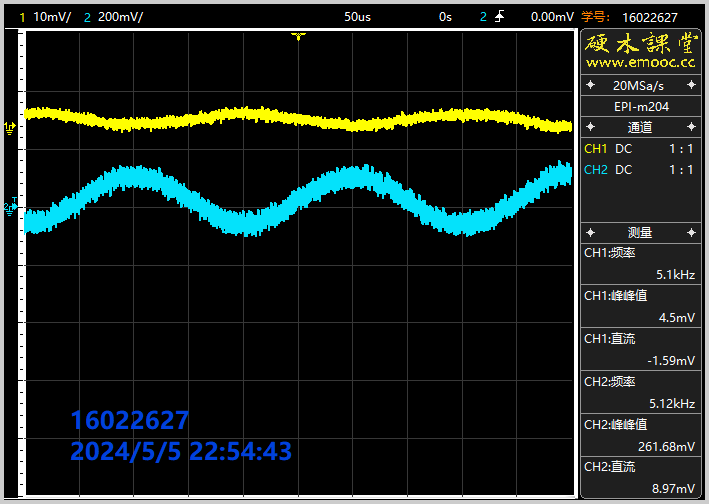 1 10mV/ 2 200mV/ 50us 0s 2 0.00mV 学号: 16022627
硬木課堂
www.emooc.cc
20MSa/s
EPI-m204
通道
CH1 DC 1 : 1
CH2 DC 1 : 1
测量
CH1:频率
5.1kHz
CH1:峰峰值
4.5mV
CH1:直流
-1.59mV
CH2:频率
5.12kHz
CH2:峰峰值
261.68mV
CH2:直流
8.97mV
1
2 T
16022627
2024/5/5 22:54:43